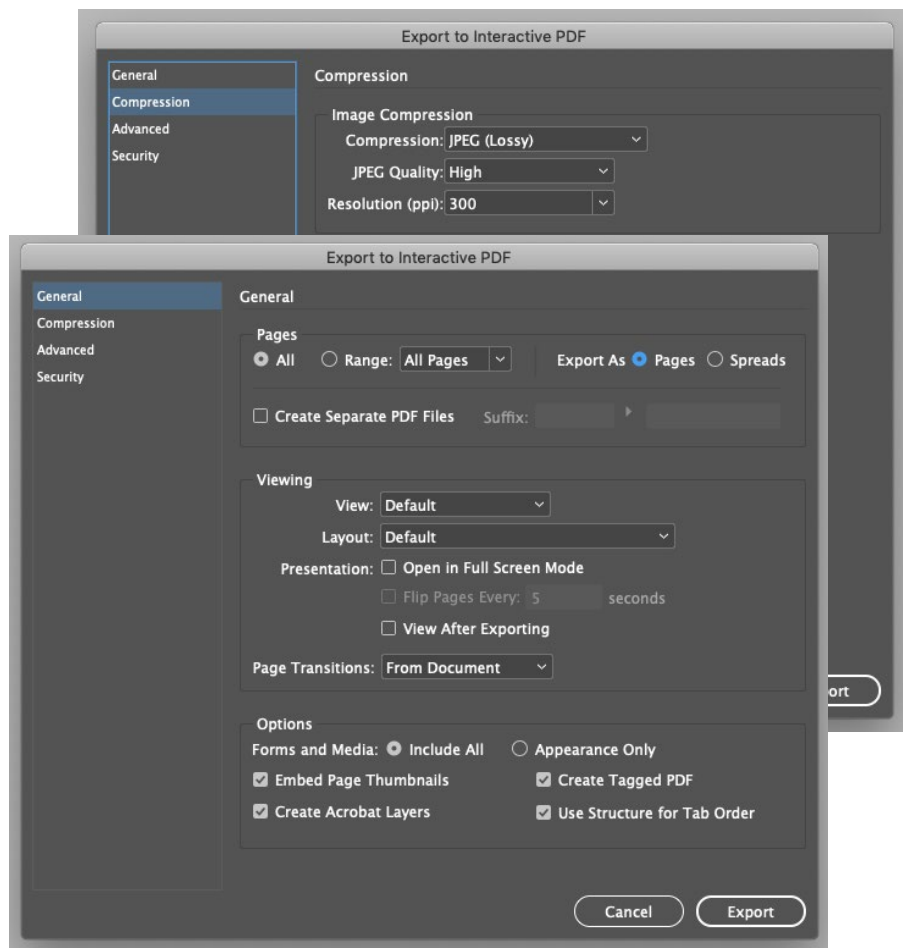 Export to Interactive PDF
General
Compression
Advanced
Security
Compression
Image Compression
Compression: JPEG (Lossy)
JPEG Quality: High
Resolution (ppi): 300
Export to Interactive PDF
General
Compression
Advanced
Security
General
Pages
All Range: All Pages Export As Pages Spreads
Create Separate PDF Files Suffix:
Viewing
View: Default
Layout: Default
Presentation: Open in Full Screen Mode
Flip Pages Every: 5 seconds
View After Exporting
Page Transitions: From Document
ort
Options
Forms and Media: Include All Appearance Only
Embed Page Thumbnails Create Tagged PDF
Create Acrobat Layers Use Structure for Tab Order
Cancel Export